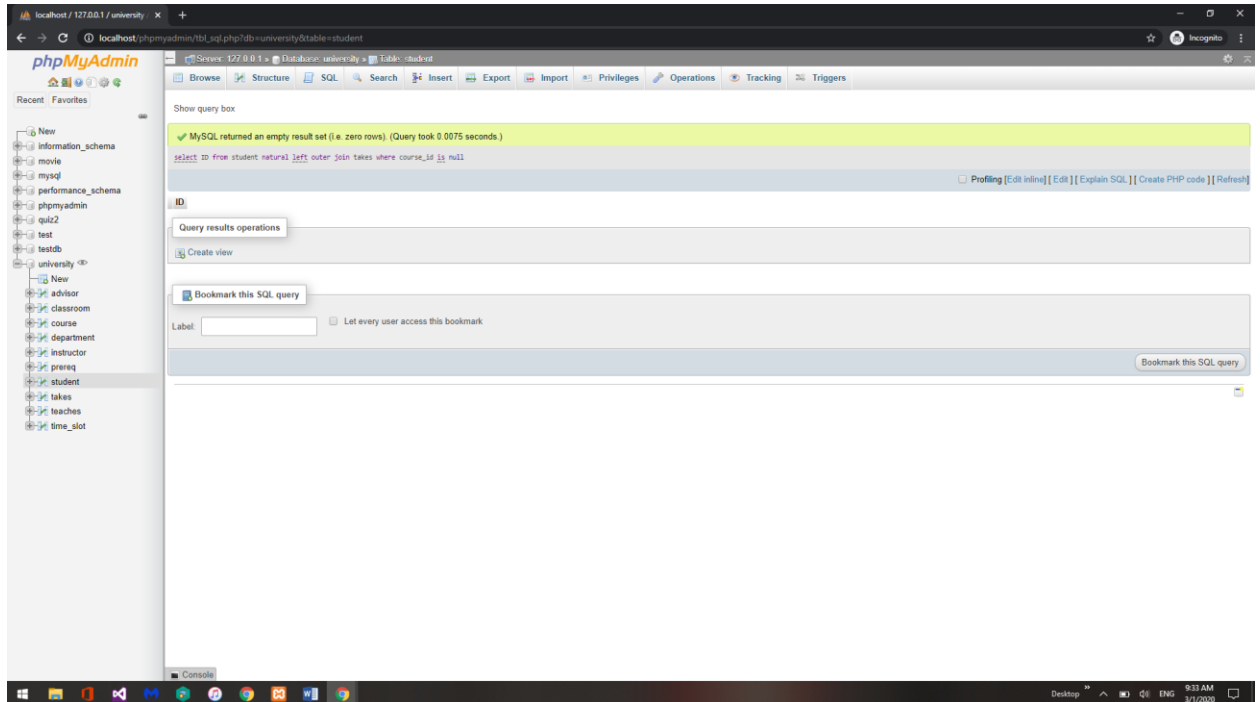 localhost / 127.0.0.1 / university
localhost/phpmyadmin/tbl_sql.php?db=university&table=student
Incognito
phpMyAdmin
Recent Favorites
New
information_schema
movie
mysql
performance_schema
phpmyadmin
quiz2
test
testdb
university
New
advisor
classroom
course
department
instructor
prereq
student
takes
teaches
time_slot
Server: 127.0.0.1 » Database: university » Table: student
Browse Structure SQL Search Insert Export Import Privileges Operations Tracking Triggers
Show query box
MySQL returned an empty result set (i.e. zero rows). (Query took 0.0075 seconds.)
select ID from student natural left outer join takes where course_id is null
Profiling [Edit inline] [ Edit ] [ Explain SQL ] [ Create PHP code ] [ Refresh]
ID
Query results operations
Create view
Bookmark this SQL query
Label: Let every user access this bookmark
Bookmark this SQL query
Console
Desktop ENG 9:33 AM
3/1/2020